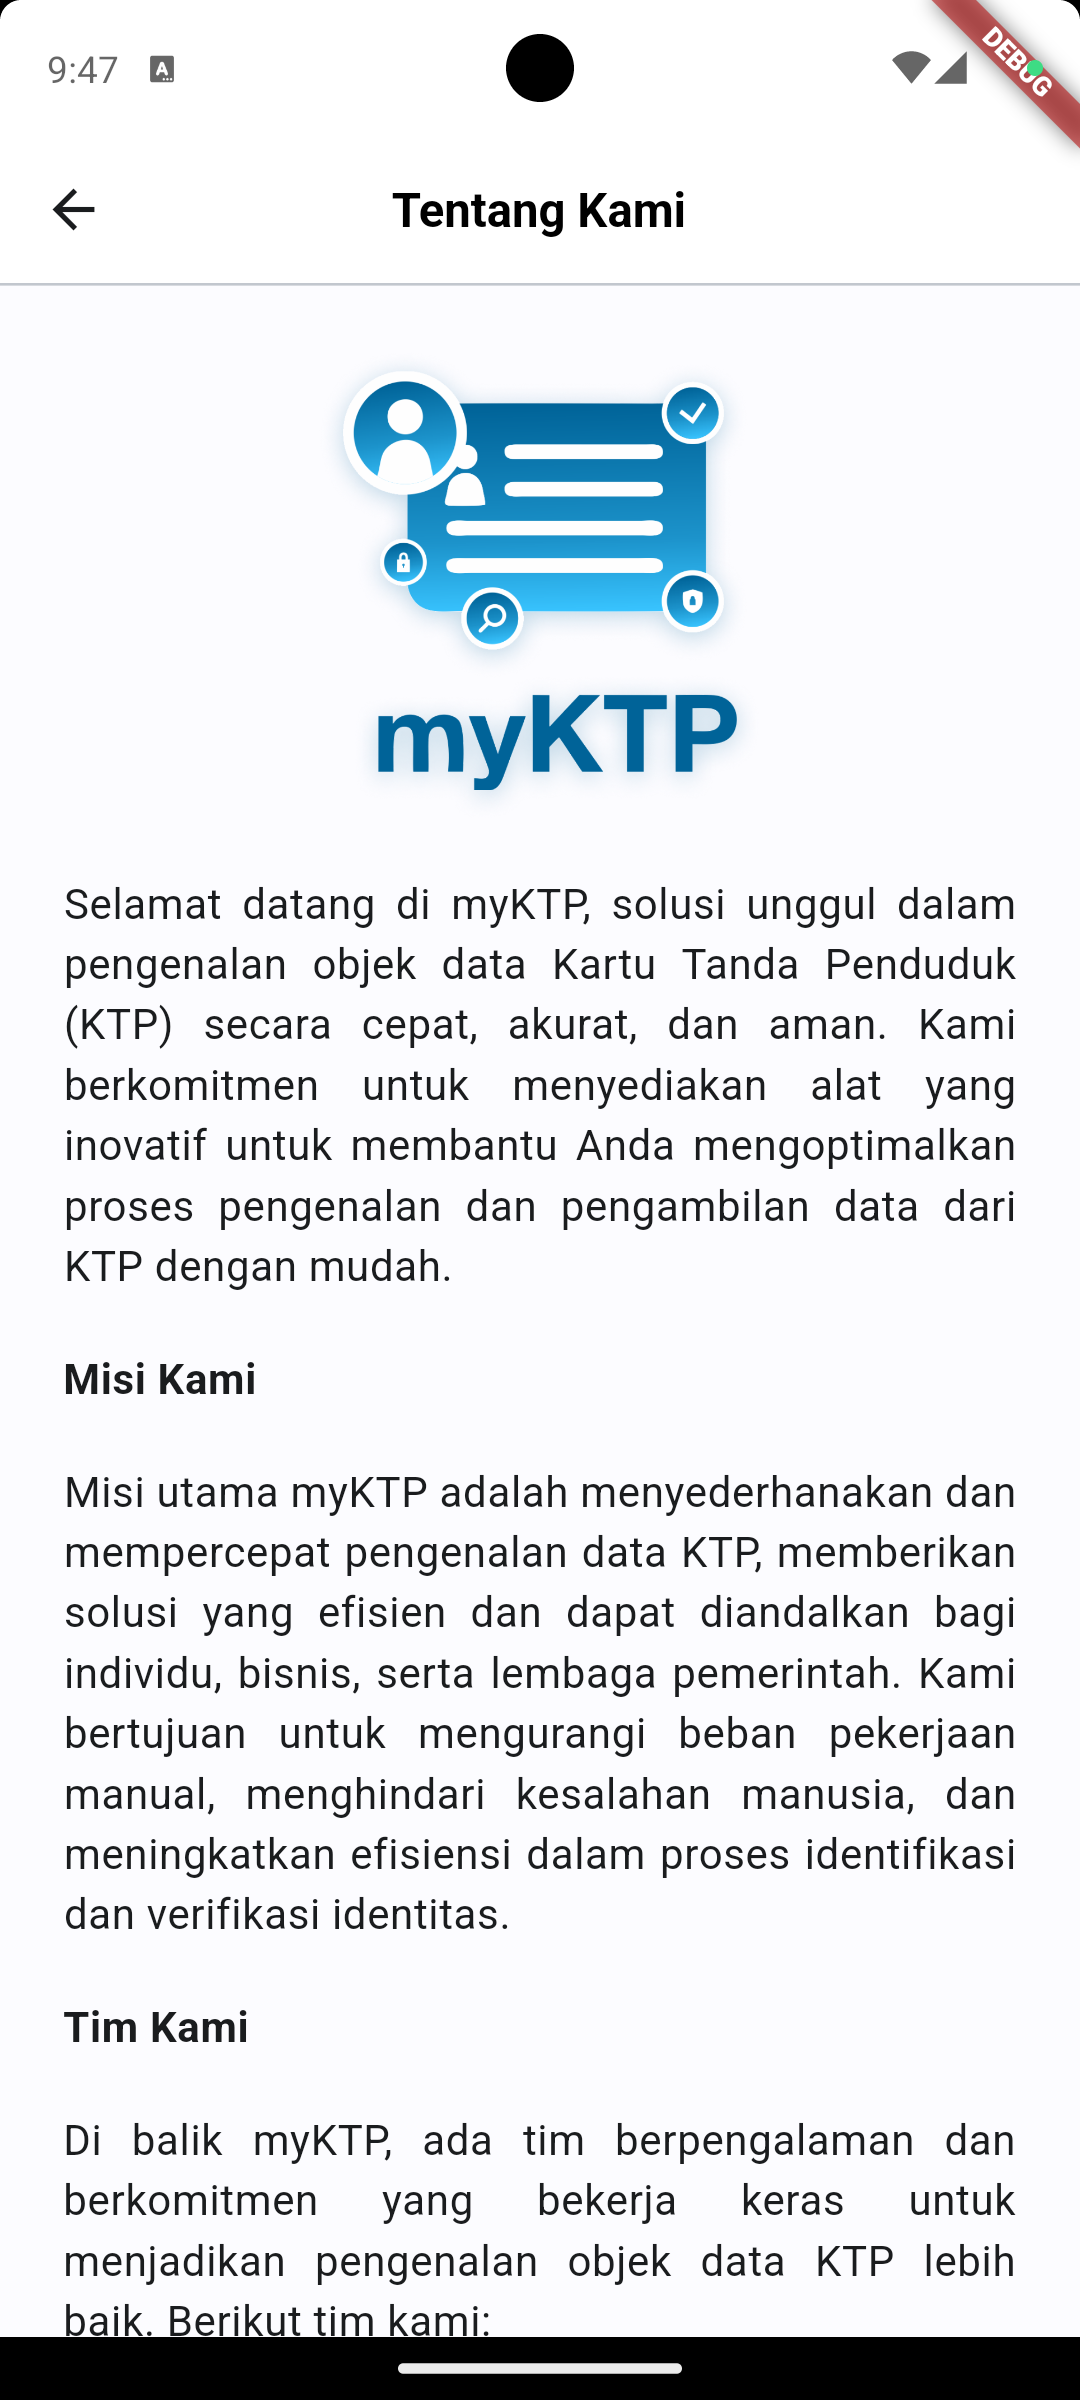 9:47
A
DEBUG
Tentang Kami
myKTP
Selamat datang di myKTP, solusi unggul dalam
pengenalan objek data Kartu Tanda Penduduk
(KTP) secara cepat, akurat, dan aman. Kami
berkomitmen untuk menyediakan alat yang
inovatif untuk membantu Anda mengoptimalkan
proses pengenalan dan pengambilan data dari
KTP dengan mudah.
Misi Kami
Misi utama myKTP adalah menyederhanakan dan
mempercepat pengenalan data KTP, memberikan
solusi yang efisien dan dapat diandalkan bagi
individu, bisnis, serta lembaga pemerintah. Kami
bertujuan untuk mengurangi beban pekerjaan
manual, menghindari kesalahan manusia, dan
meningkatkan efisiensi dalam proses identifikasi
dan verifikasi identitas.
Tim Kami
Di balik myKTP, ada tim berpengalaman dan
berkomitmen yang bekerja keras untuk
menjadikan pengenalan objek data KTP lebih
baik. Berikut tim kami: